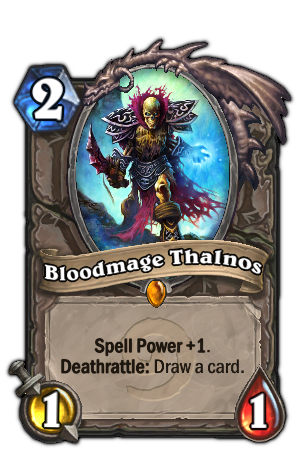 2
Bloodmage Thalnos
Spell Power +1.
Deathrattle: Draw a card.
1 1